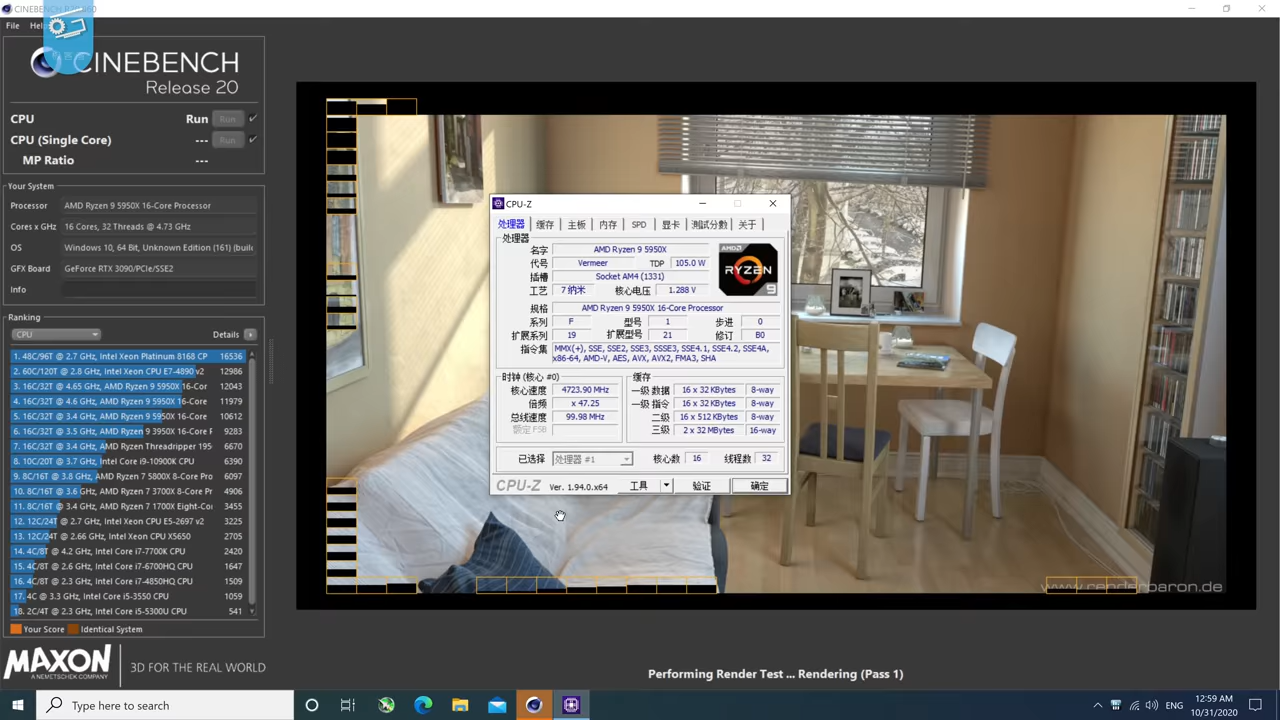 CINEBENCH R20.060
File Help
CINEBENCH
Release 20
CPU Run Run
CPU (Single Core) --- Run
MP Ratio ---
Your System
Processor AMD Ryzen 9 5950X 16-Core Processor
Cores x GHz 16 Cores, 32 Threads @ 4.73 GHz
OS Windows 10, 64 Bit, Unknown Edition (161) (build
GFX Board GeForce RTX 3090/PCIe/SSE2
Info
Ranking
CPU Details
1. 48C/96T @ 2.7 GHz, Intel Xeon Platinum 8168 CP 16536
2. 60C/120T @ 2.8 GHz, Intel Xeon CPU E7-4890 v2 12986
3. 16C/32T @ 4.65 GHz, AMD Ryzen 9 5950X 16-Cor 12043
4. 16C/32T @ 4.6 GHz, AMD Ryzen 9 5950X 16-Core 11979
5. 16C/32T @ 3.4 GHz, AMD Ryzen 9 5950X 16-Core 10612
6. 16C/32T @ 3.5 GHz, AMD Ryzen 9 3950X 16-Core F 9283
7. 16C/32T @ 3.4 GHz, AMD Ryzen Threadripper 195 6670
8. 10C/20T @ 3.7 GHz, Intel Core i9-10900K CPU 6390
9. 8C/16T @ 3.8 GHz, AMD Ryzen 7 5800X 8-Core Pr 6097
10. 8C/16T @ 3.6 GHz, AMD Ryzen 7 3700X 8-Core Pr 4906
11. 8C/16T @ 3.4 GHz, AMD Ryzen 7 1700X Eight-Cor 3455
12. 12C/24T @ 2.7 GHz, Intel Xeon CPU E5-2697 v2 3225
13. 12C/24T @ 2.66 GHz, Intel Xeon CPU X5650 2705
14. 4C/8T @ 4.2 GHz, Intel Core i7-7700K CPU 2420
15. 4C/8T @ 2.6 GHz, Intel Core i7-6700HQ CPU 1647
16. 4C/8T @ 2.3 GHz, Intel Core i7-4850HQ CPU 1509
17. 4C @ 3.3 GHz, Intel Core i5-3550 CPU 1059
18. 2C/4T @ 2.3 GHz, Intel Core i5-5300U CPU 541
Your Score Identical System
MAXON 3D FOR THE REAL WORLD
A NEMETSCHEK COMPANY
CPU-Z
处理器 缓存 主板 内存 SPD 显卡 測試分數 关于
处理器
名字 AMD Ryzen 9 5950X
代号 Vermeer TDP 105.0 W
插槽 Socket AM4 (1331)
工艺 7 纳米 核心电压 1.288 V
AMD
RYZEN
9
规格 AMD Ryzen 9 5950X 16-Core Processor
系列 F 型号 1 步进 0
扩展系列 19 扩展型号 21 修订 B0
指令集 MMX(+), SSE, SSE2, SSE3, SSSE3, SSE4.1, SSE4.2, SSE4A,
x86-64, AMD-V, AES, AVX, AVX2, FMA3, SHA
时钟 (核心 #0)
核心速度 4723.90 MHz
倍频 x 47.25
总线速度 99.98 MHz
额定 FSB
缓存
一级 数据 16 x 32 KBytes 8-way
一级 指令 16 x 32 KBytes 8-way
二级 16 x 512 KBytes 8-way
三级 2 x 32 MBytes 16-way
已选择 处理器 #1 核心数 16 线程数 32
CPU-Z Ver. 1.94.0.x64 工具 验证 确定
www.renderbaron.de
Performing Render Test ... Rendering (Pass 1)
Type here to search
ENG
12:59 AM
10/31/2020